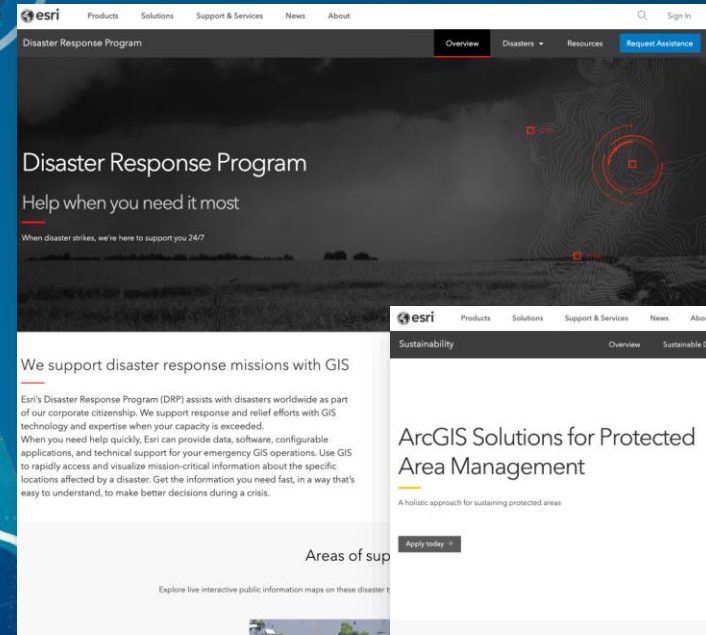 esri Products Solutions Support & Services News About Sign In
Disaster Response Program Overview Disasters Resources Request Assistance
Disaster Response Program
Help when you need it most
When disaster strikes, we're here to support you 24/7
We support disaster response missions with GIS
Esri's Disaster Response Program (DRP) assists with disasters worldwide as part
of our corporate citizenship. We support response and relief efforts with GIS
technology and expertise when your capacity is exceeded.
When you need help quickly, Esri can provide data, software, configurable
applications, and technical support for your emergency GIS operations. Use GIS
to rapidly access and visualize mission-critical information about the specific
locations affected by a disaster. Get the information you need fast, in a way that's
easy to understand, to make better decisions during a crisis.
Areas of sup
Explore live interactive public information maps on these disaster
esri Products Solutions Support & Services News Abou
Sustainability Overview Sustainable D
ArcGIS Solutions for Protected
Area Management
A holistic approach for sustaining protected areas
Apply today →